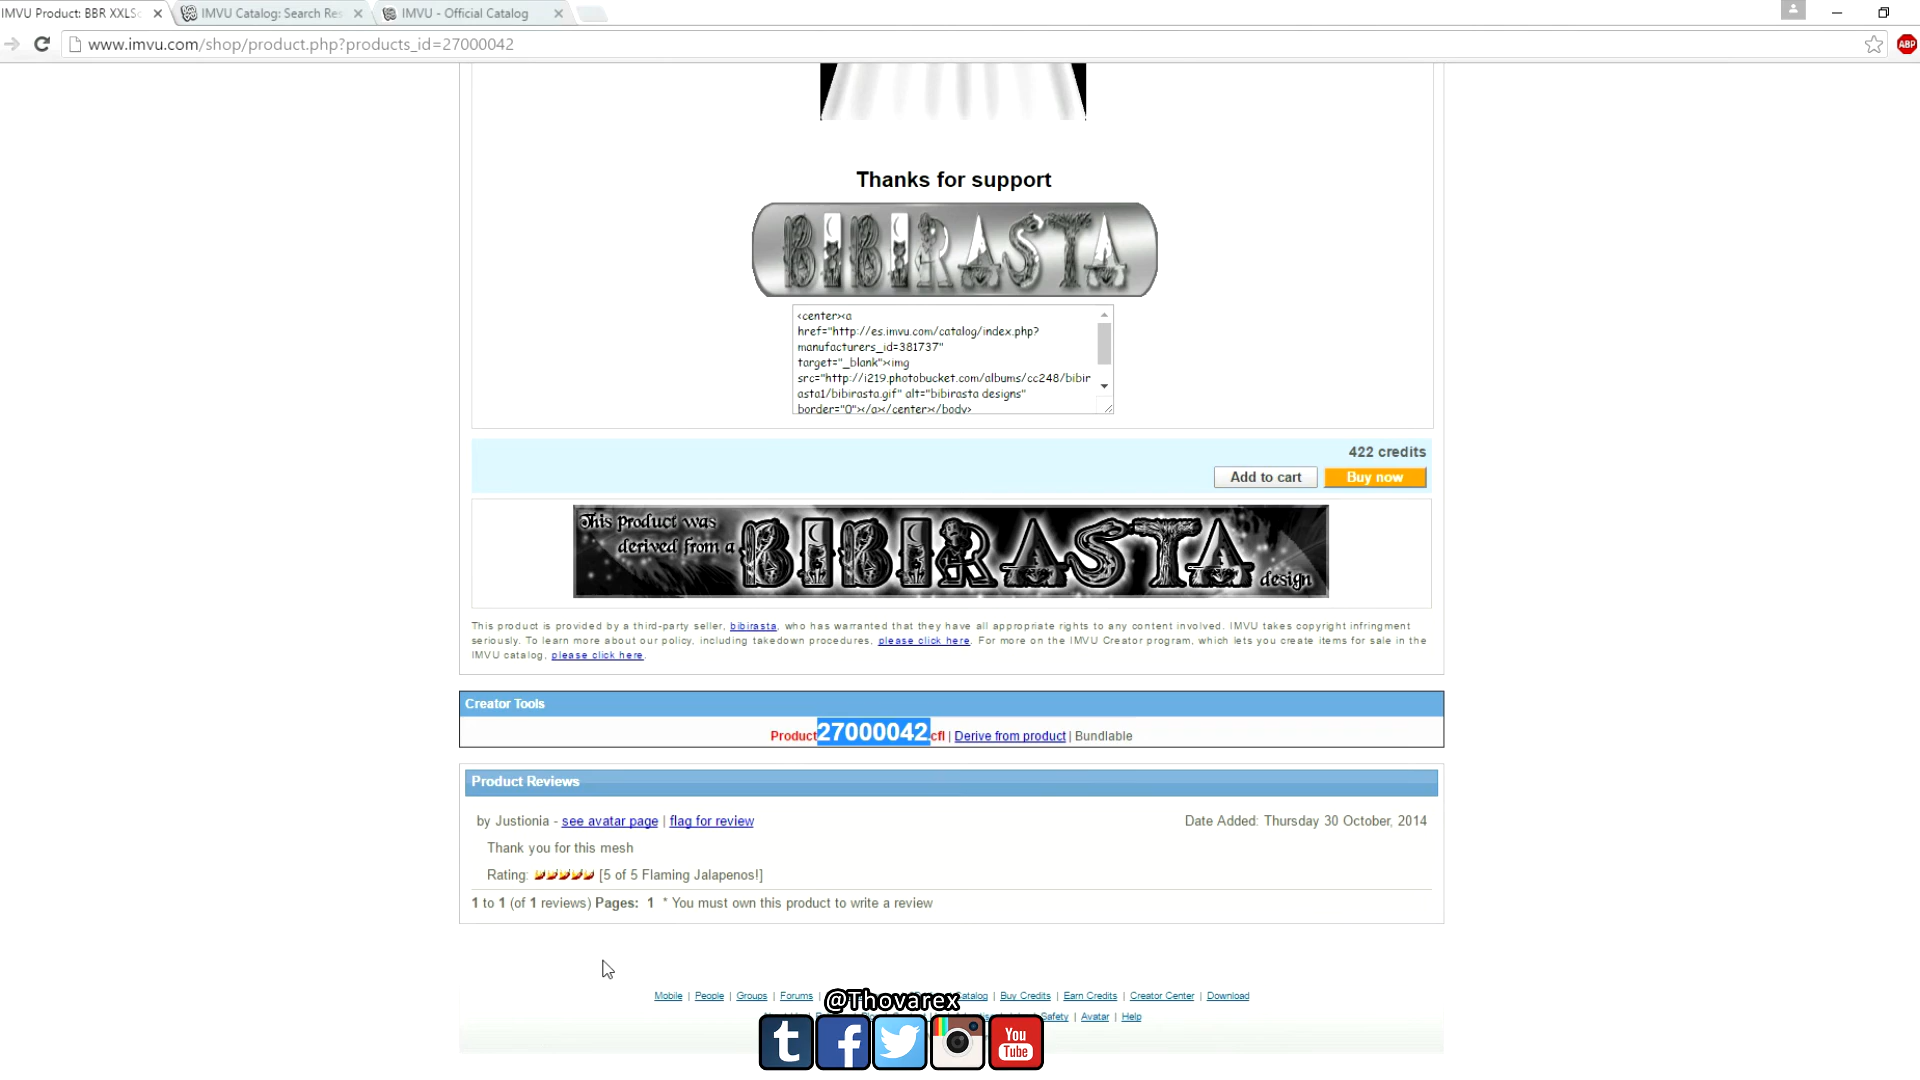 IMVU Product: BBR XXLSc
IMVU Catalog: Search Res
IMVU - Official Catalog
www.imvu.com/shop/product.php?products_id=27000042
ABP
Thanks for support
BIBIRASTA
<center><a
href="http://es.imvu.com/catalog/index.php?
manufacturers_id=381737"
target="_blank"><img
src="http://i219.photobucket.com/albums/cc248/bibir
asta1/bibirasta.gif" alt="bibirasta designs"
border="0"></a></center></body>
422 credits
Add to cart
Buy now
This product was
derived from a
BIBIRASTA
design
This product is provided by a third-party seller, bibirasta, who has warranted that they have all appropriate rights to any content involved. IMVU takes copyright infringment
seriously. To learn more about our policy, including takedown procedures, please click here. For more on the IMVU Creator program, which lets you create items for sale in the
IMVU catalog, please click here.
Creator Tools
Product27000042.cfl | Derive from product | Bundlable
Product Reviews
by Justionia - see avatar page | flag for review
Date Added: Thursday 30 October, 2014
Thank you for this mesh
Rating: [5 of 5 Flaming Jalapenos!]
1 to 1 (of 1 reviews) Pages: 1 * You must own this product to write a review
Mobile | People | Groups | Forums | Catalog | Buy Credits | Earn Credits | Creator Center | Download
@Thovarex
Safety | Avatar | Help
t
f
You
Tube